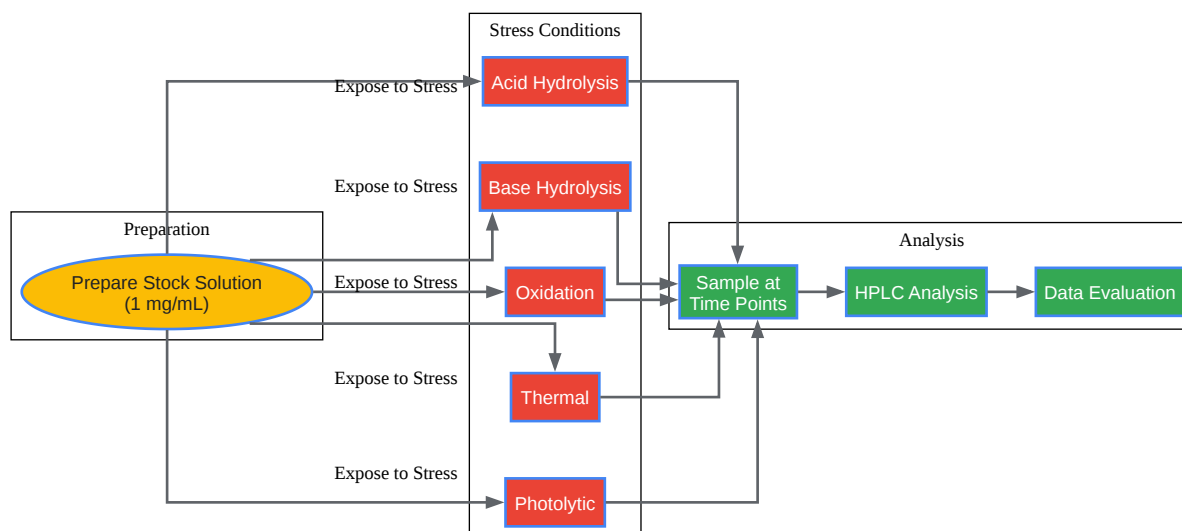 Stress Conditions
Expose to Stress
Acid Hydrolysis
Expose to Stress
Base Hydrolysis
Preparation
Prepare Stock Solution
(1 mg/mL)
Expose to Stress
Oxidation
Expose to Stress
Thermal
Expose to Stress
Photolytic
Analysis
Sample at
Time Points
HPLC Analysis
Data Evaluation